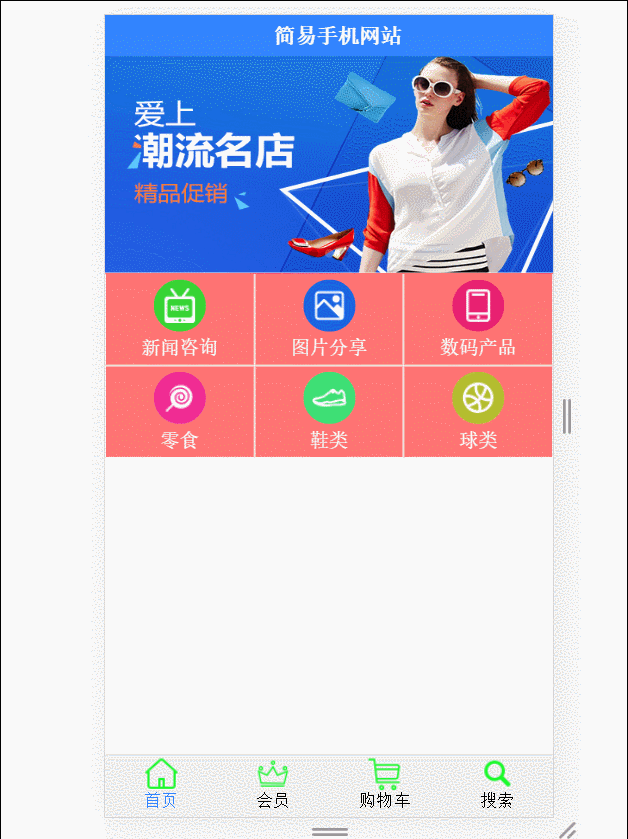 简易手机网站
爱上
潮流名店
精品促销
NEWS
新闻咨询
图片分享
数码产品
零食
鞋类
球类
首页
会员
购物车
搜索